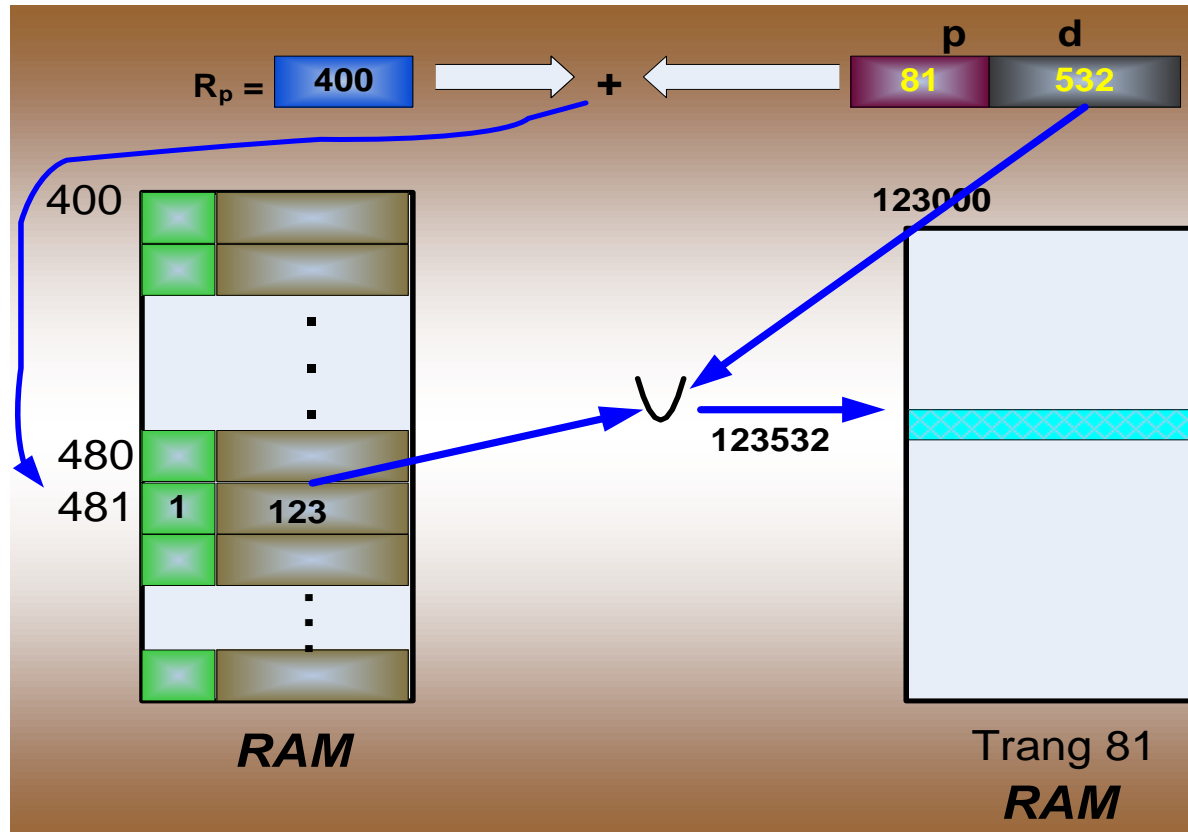 p d
Rp = 400 + 81 532
400
123000
480
481 1 123
123532
RAM
Trang 81
RAM